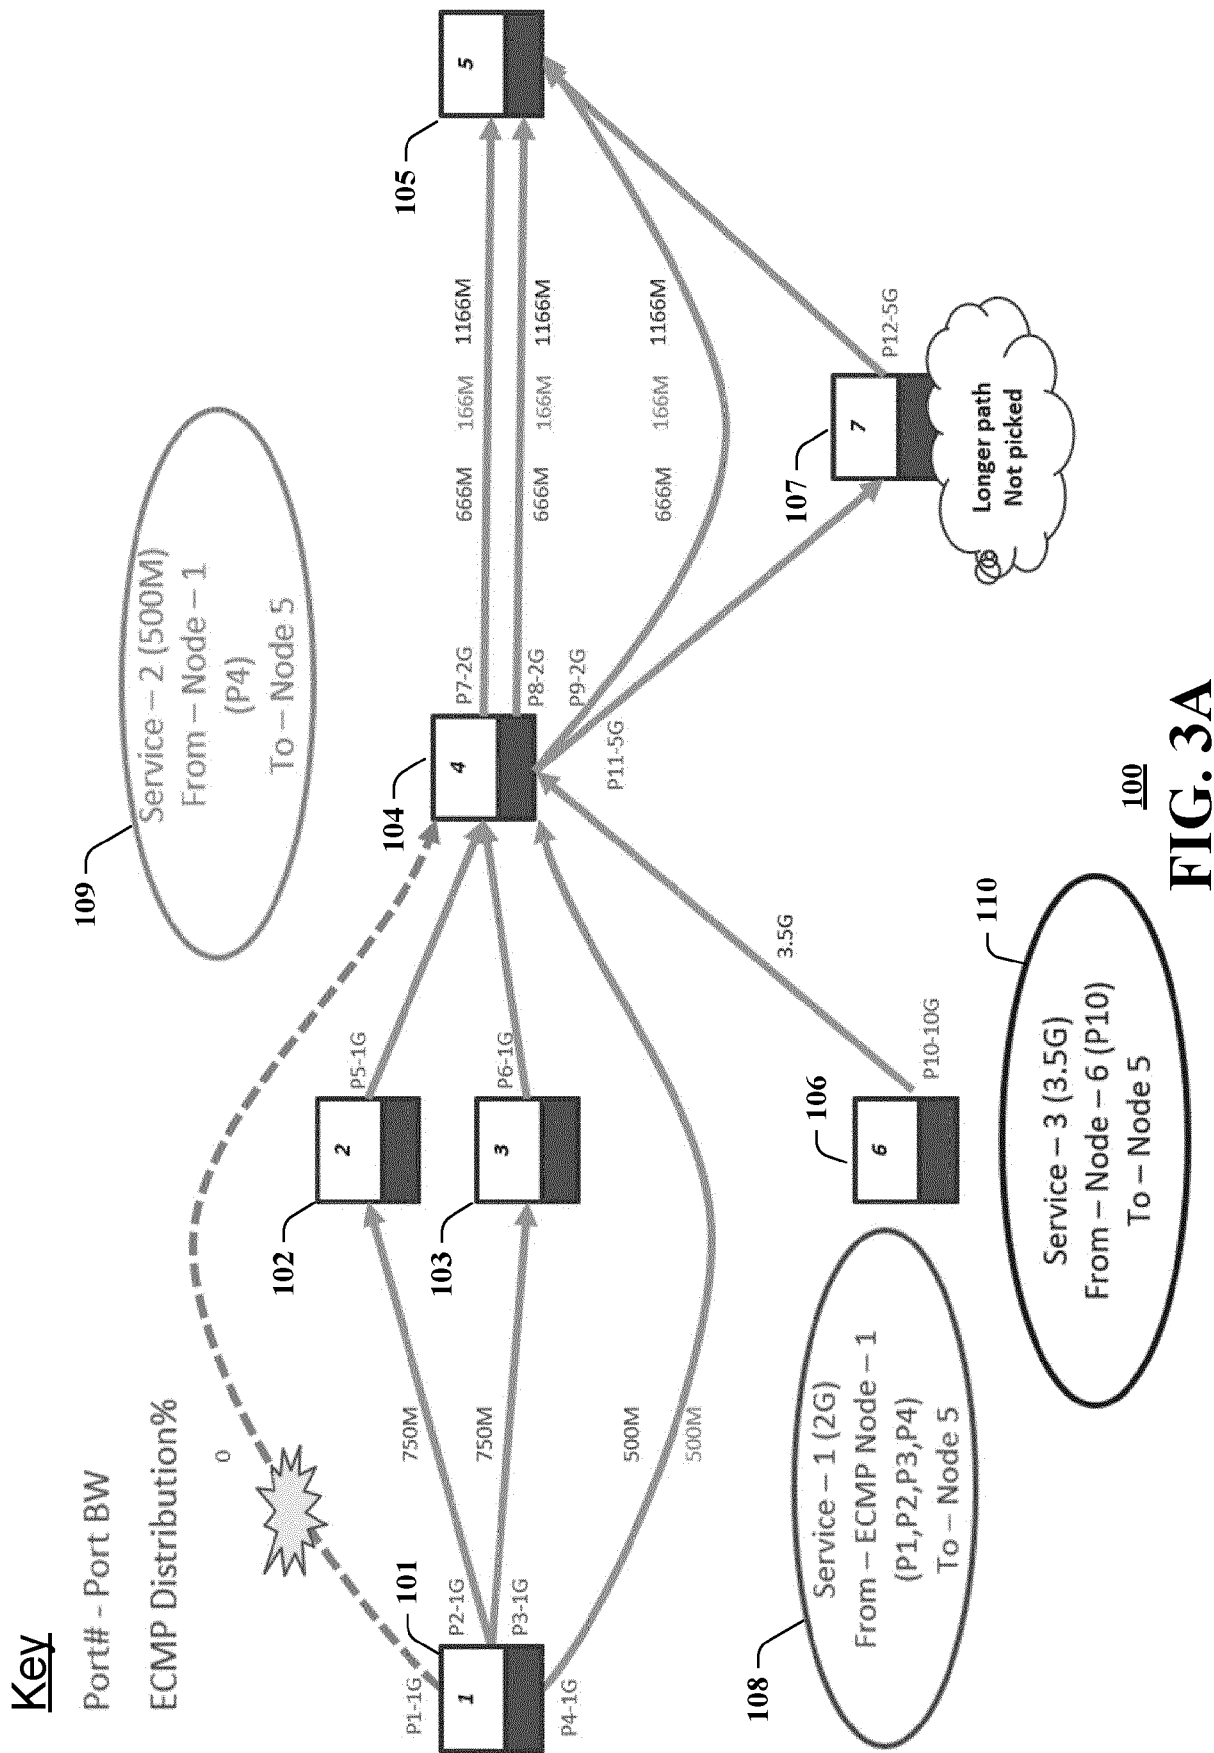 Key
Port# - Port BW
ECMP Distribution%
109
Service – 2 (500M)
From – Node – 1
(P4)
To – Node 5
0
P1-1G
101
1
P2-1G
P3-1G
P4-1G
750M
750M
500M
500M
102
2
P5-1G
103
3
P6-1G
104
4
P7-2G
P8-2G
P9-2G
P11-5G
666M
166M
1166M
666M
166M
1166M
666M
166M
1166M
105
5
106
6
P10-10G
3.5G
107
7
P12-5G
Longer path
Not picked
108
Service – 1 (2G)
From – ECMP Node – 1
(P1,P2,P3,P4)
To – Node 5
110
Service – 3 (3.5G)
From – Node – 6 (P10)
To – Node 5
100
FIG. 3A